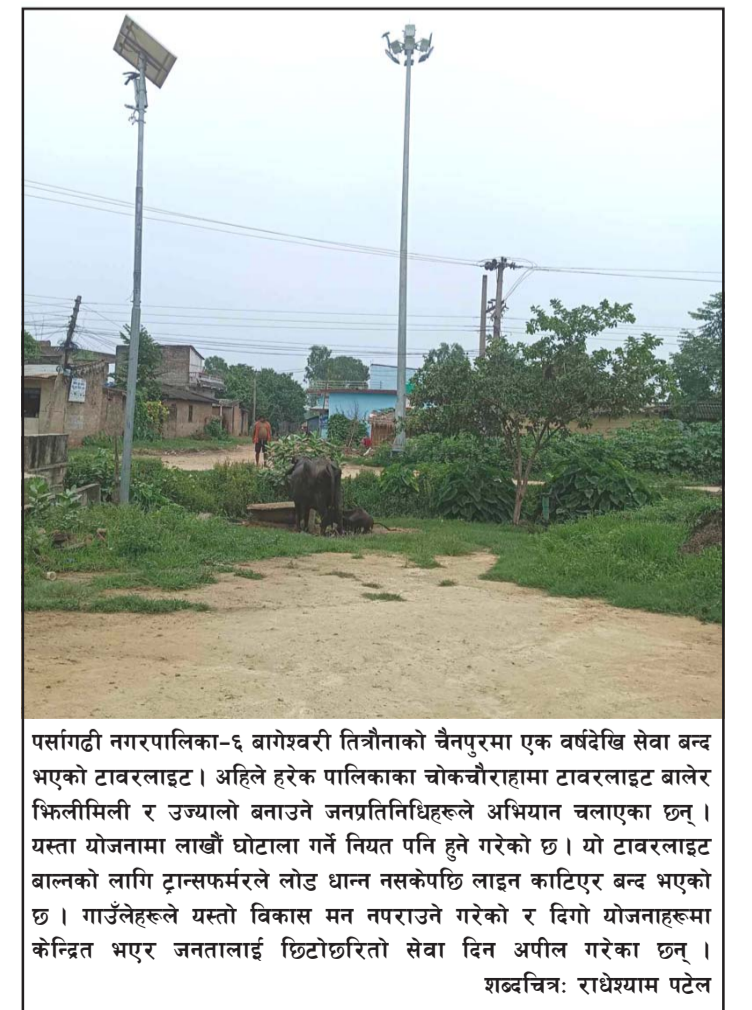 पर्सागढी नगरपालिका-६ बागेश्वरी तित्रौनाको चैनपुरमा एक वर्षदेखि सेवा बन्द
भएको टावरलाइट । अहिले हरेक पालिकाका चोकचौराहामा टावरलाइट बालेर
झिलीमिली र उज्यालो बनाउने जनप्रतिनिधिहरूले अभियान चलाएका छन् ।
यस्ता योजनामा लाखौं घोटाला गर्ने नियत पनि हुने गरेको छ । यो टावरलाइट
बाल्नको लागि ट्रान्सफर्मरले लोड धान्न नसकेपछि लाइन काटिएर बन्द भएको
छ । गाउँलेहरूले यस्तो विकास मन नपराउने गरेको र दिगो योजनाहरूमा
केन्द्रित भएर जनतालाई छिटोछरितो सेवा दिन अपील गरेका छन् ।
शब्दचित्र: राधेश्याम पटेल